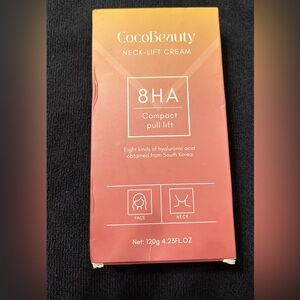 CocoBeauty
NECK-LIFT CREAM
8HA
Compact
pull lift
Eight kinds of hyaluronic acid
obtained from South Korea
FACE
NECK
Net: 120g 4.23FL.OZ